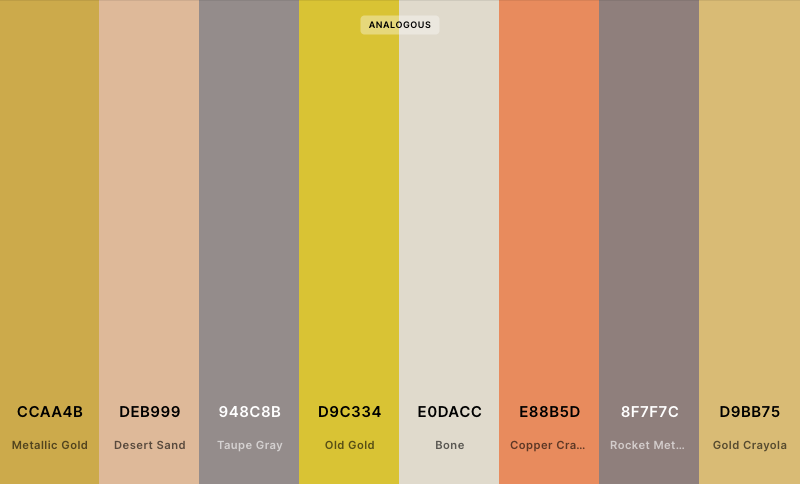 ANALOGOUS
CCAA4B DEB999 948C8B D9C334 E0DACC E88B5D 8F7F7C D9BB75
Metallic Gold Desert Sand Taupe Gray Old Gold Bone Copper Cra... Rocket Met... Gold Crayola